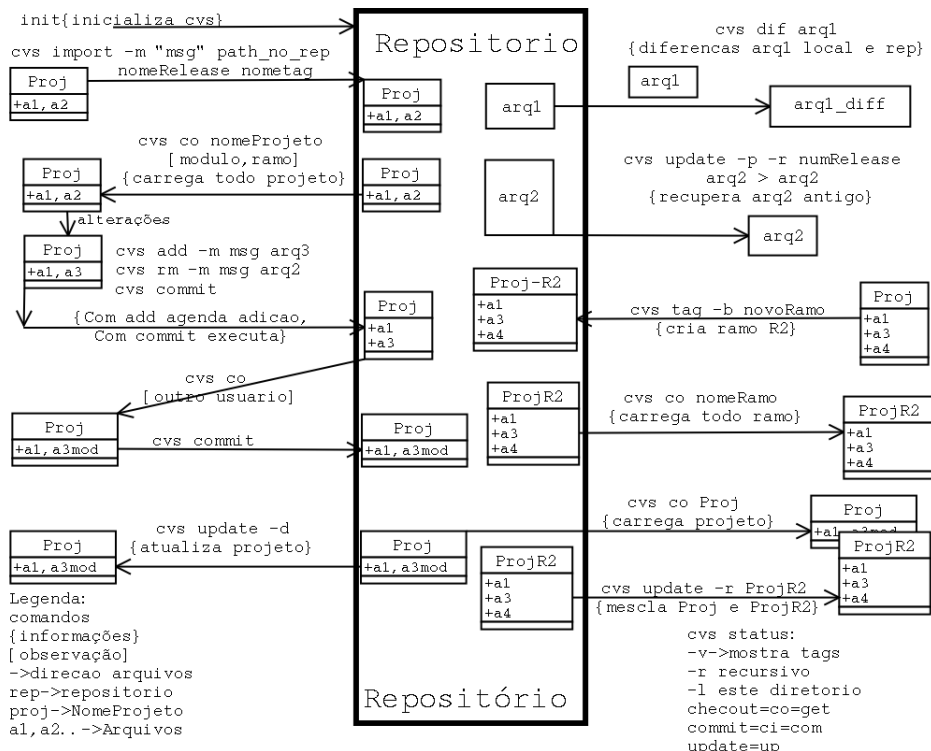 init{inicializa cvs}
cvs import -m "msg" path_no_rep
nomeRelease nometag
Proj
+a1,a2
cvs co nomeProjeto
[modulo,ramo]
{carrega todo projeto}
Proj
+a1,a2
alterações
Proj
+a1,a3
cvs add -m msg arq3
cvs rm -m msg arq2
cvs commit
{Com add agenda adicao,
Com commit executa}
cvs co
[outro usuario]
Proj
+a1,a3mod
cvs commit
cvs update -d
{atualiza projeto}
Proj
+a1,a3mod
Legenda:
comandos
{informações}
[observação]
->direcao arquivos
rep->repositorio
proj->NomeProjeto
a1,a2..->Arquivos
Repositorio
Proj
+a1,a2
arq1
Proj
+a1,a2
arq2
Proj-R2
+a1
+a3
+a4
Proj
+a1
+a3
ProjR2
+a1
+a3
+a4
Proj
+a1,a3mod
Proj
+a1,a3mod
ProjR2
+a1
+a3
+a4
Repositório
cvs dif arq1
{diferencas arq1 local e rep}
arq1
arq1_diff
cvs update -p -r numRelease
arq2 > arq2
{recupera arq2 antigo}
arq2
cvs tag -b novoRamo
{cria ramo R2}
Proj
+a1
+a3
+a4
cvs co nomeRamo
{carrega todo ramo}
ProjR2
+a1
+a3
+a4
cvs co Proj
{carrega projeto}
Proj
+a1,a3mod
ProjR2
+a1
+a3
+a4
cvs update -r ProjR2
{mescla Proj e ProjR2}
cvs status:
-v->mostra tags
-r recursivo
-l este diretorio
checout=co=get
commit=ci=com
update=up